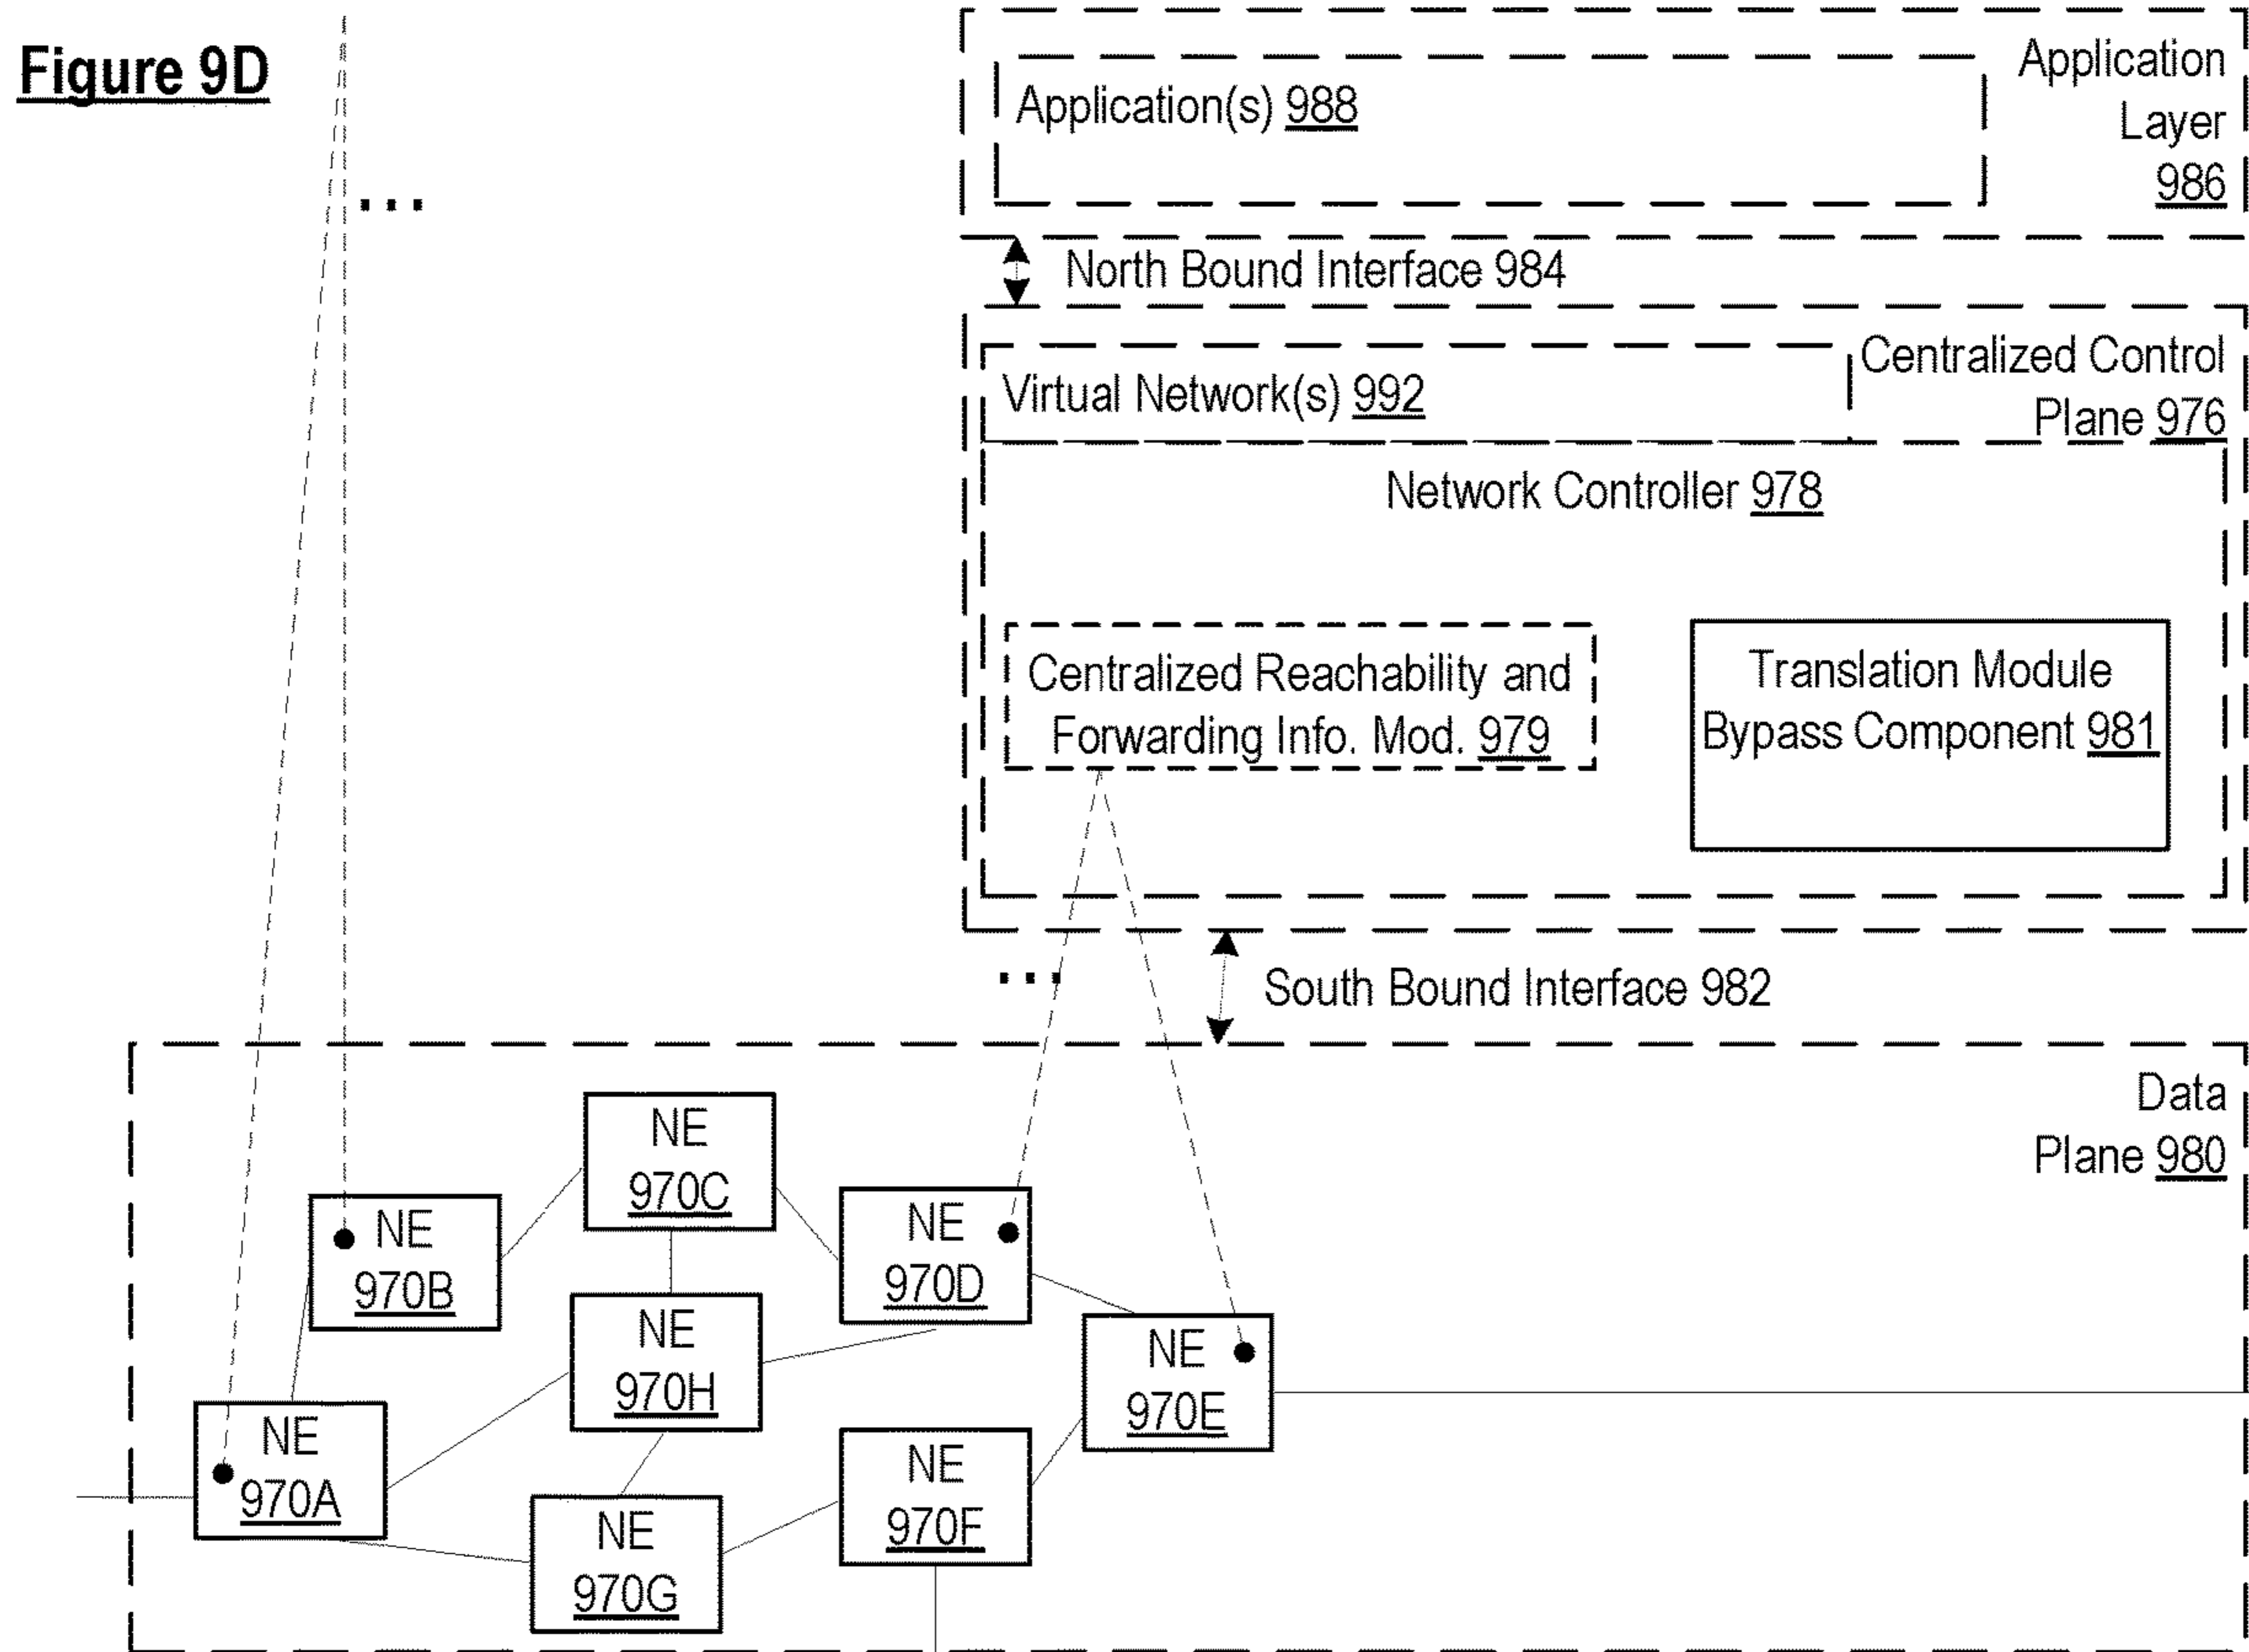 Figure 9D
...
Application(s) 988
Application
Layer
986
North Bound Interface 984
Virtual Network(s) 992
Centralized Control
Plane 976
Network Controller 978
Centralized Reachability and
Forwarding Info. Mod. 979
Translation Module
Bypass Component 981
...
South Bound Interface 982
Data
Plane 980
NE
970C
NE
970B
NE
970D
NE
970H
NE
970E
NE
970A
NE
970F
NE
970G